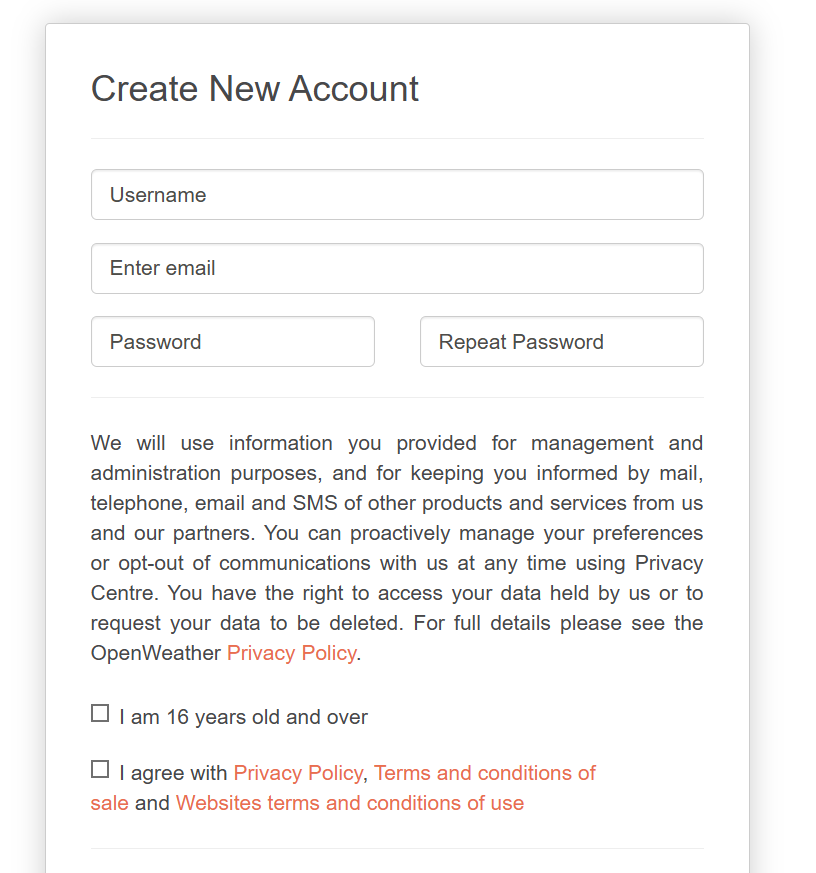 Create New Account
Username
Enter email
Password
Repeat Password
We will use information you provided for management and
administration purposes, and for keeping you informed by mail,
telephone, email and SMS of other products and services from us
and our partners. You can proactively manage your preferences
or opt-out of communications with us at any time using Privacy
Centre. You have the right to access your data held by us or to
request your data to be deleted. For full details please see the
OpenWeather Privacy Policy.
I am 16 years old and over
I agree with Privacy Policy, Terms and conditions of
sale and Websites terms and conditions of use